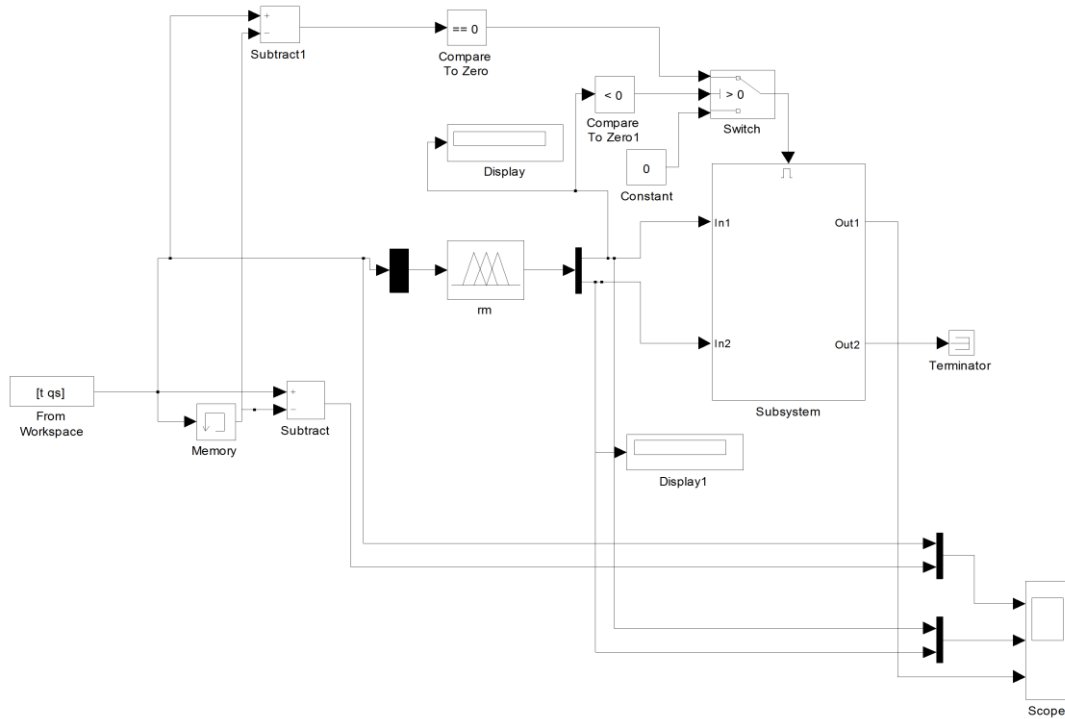 +
−
Subtract1
== 0
Compare
To Zero
< 0
Compare
To Zero1
> 0
Switch
Display
0
Constant
In1
Out1
rm
In2
Out2
Terminator
[t qs]
From
Workspace
+
−
Subtract
Memory
Subsystem
Display1
Scope